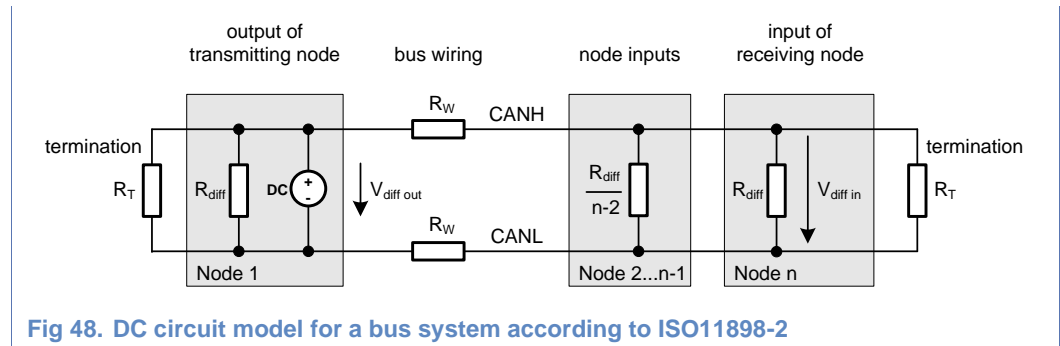 output of
transmitting node
bus wiring
node inputs
input of
receiving node
termination
R_T
R_diff
DC
+
-
V_diff out
R_W
CANH
R_W
CANL
R_diff
n-2
R_diff
V_diff in
termination
R_T
Node 1
Node 2...n-1
Node n
Fig 48. DC circuit model for a bus system according to ISO11898-2